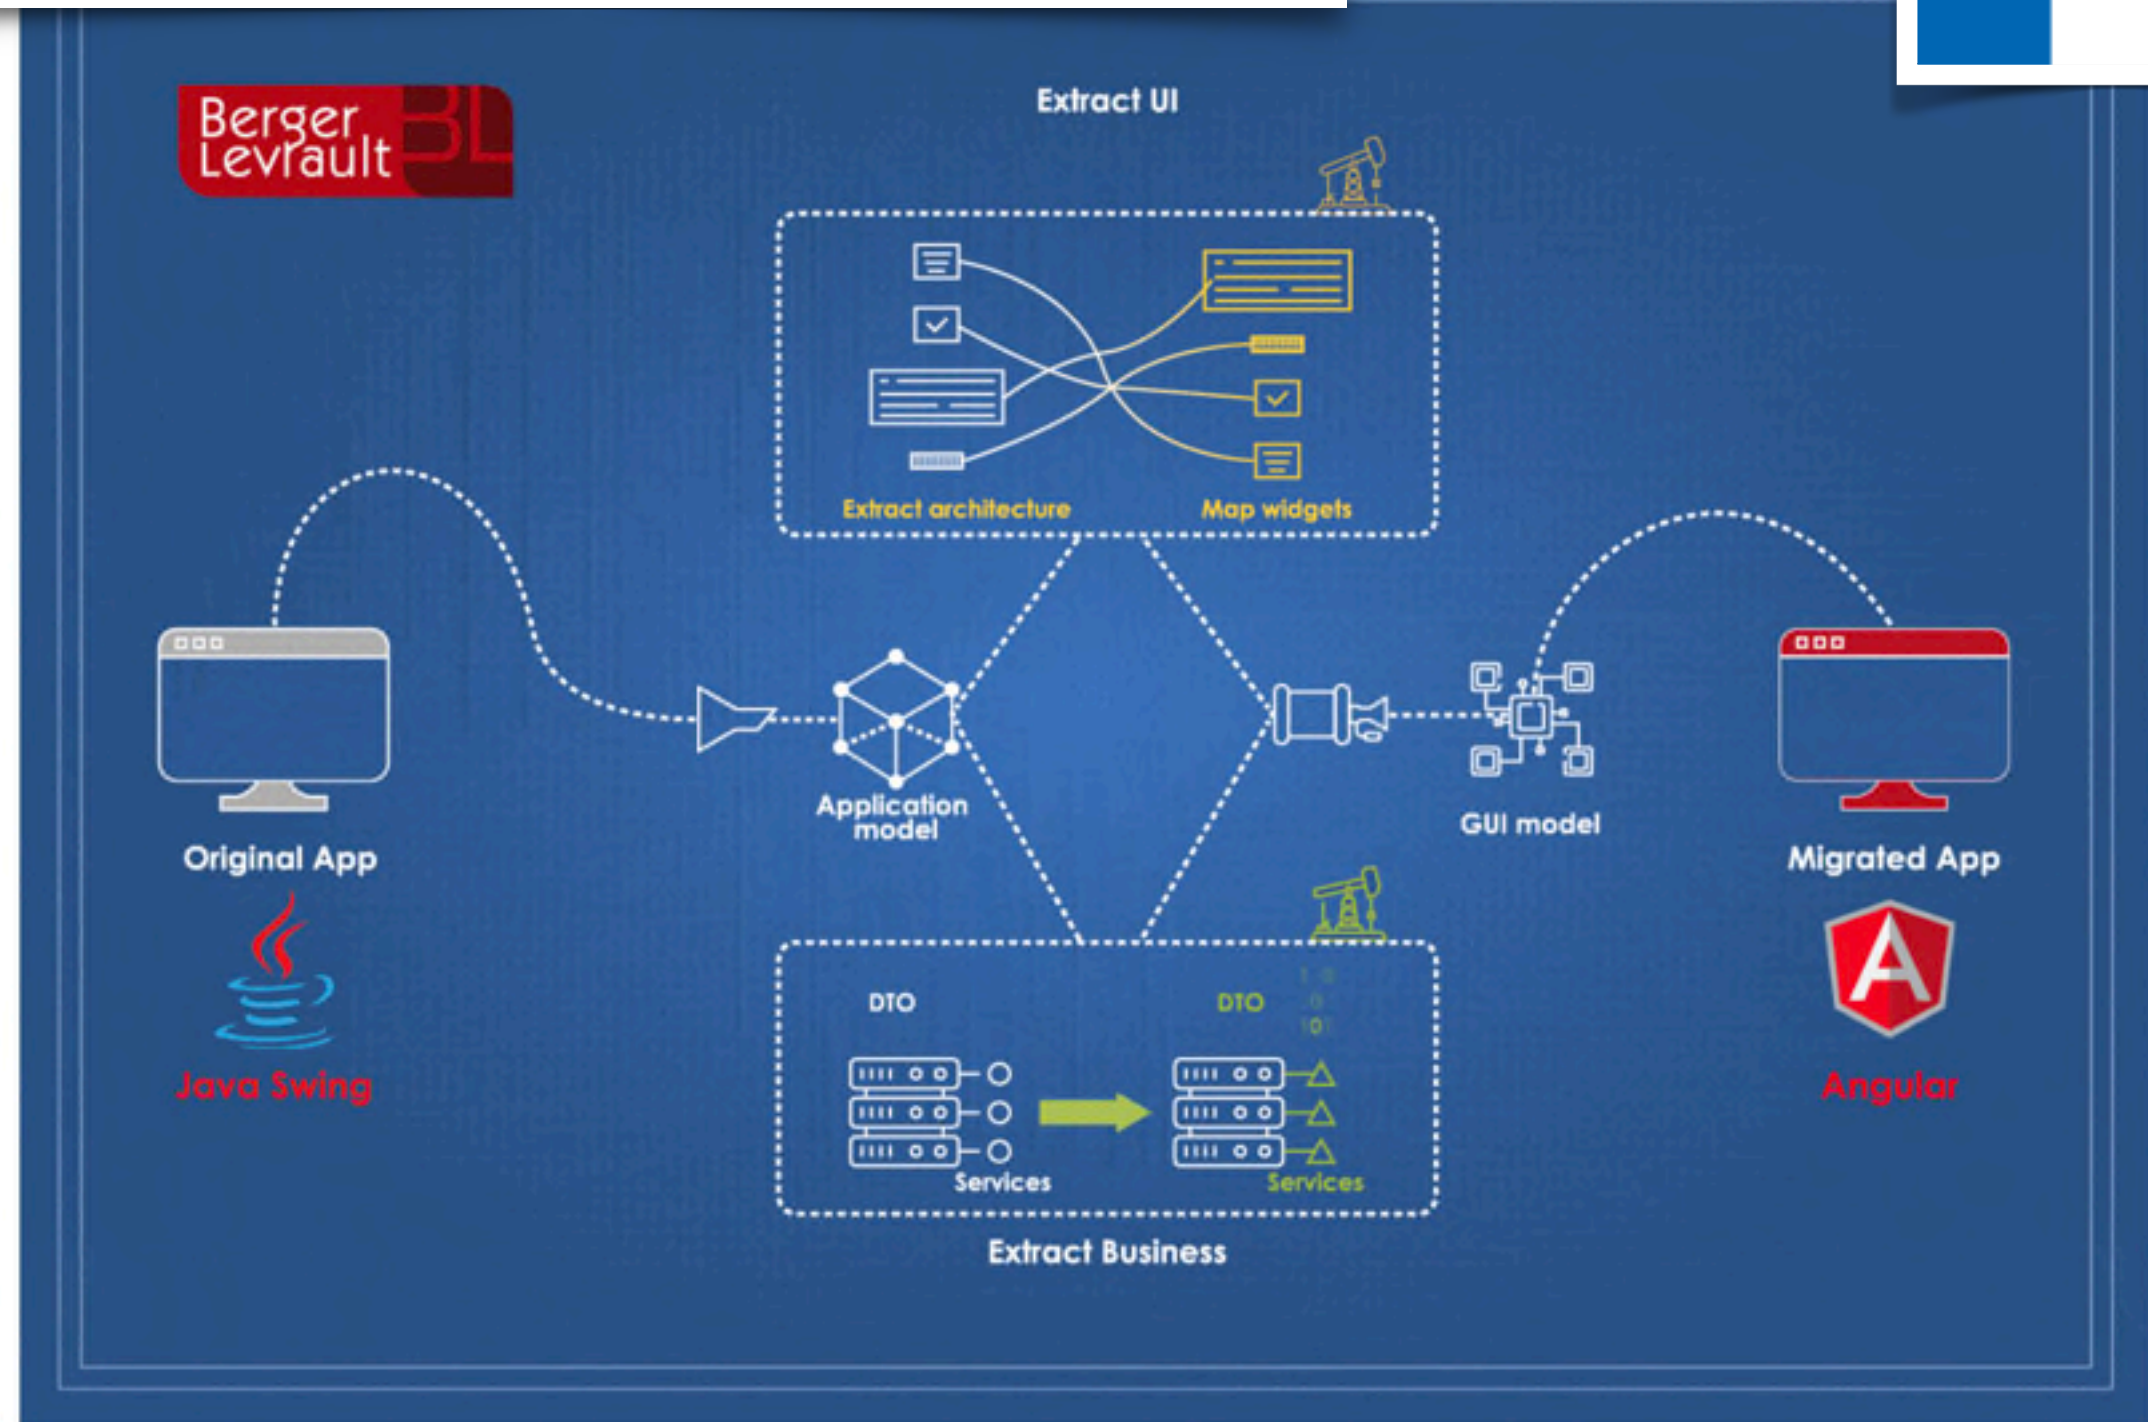 Berger
Levrault
BL
Extract UI
Extract architecture
Map widgets
Application
model
GUI model
Original App
Java Swing
Migrated App
Angular
DTO
DTO
Services
Services
Extract Business